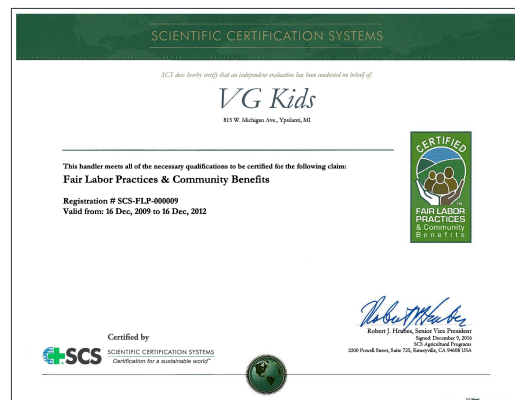 SCIENTIFIC CERTIFICATION SYSTEMS
SCS does hereby certify that an independent evaluation has been conducted on behalf of:
VG Kids
815 W. Michigan Ave., Ypsilanti, MI
This handler meets all of the necessary qualifications to be certified for the following claim:
Fair Labor Practices & Community Benefits
Registration # SCS-FLP-000009
Valid from: 16 Dec, 2009 to 16 Dec, 2012
CERTIFIED
FAIR LABOR
PRACTICES
& Community
Benefits
TM
Robert J. Hrubes, Senior Vice President
Signed: December 9, 2016
SCS Agricultural Programs
2200 Powell Street, Suite 725, Emeryville, CA 94608 USA
Certified by
SCS
SCIENTIFIC CERTIFICATION SYSTEMS
Certification for a sustainable world™